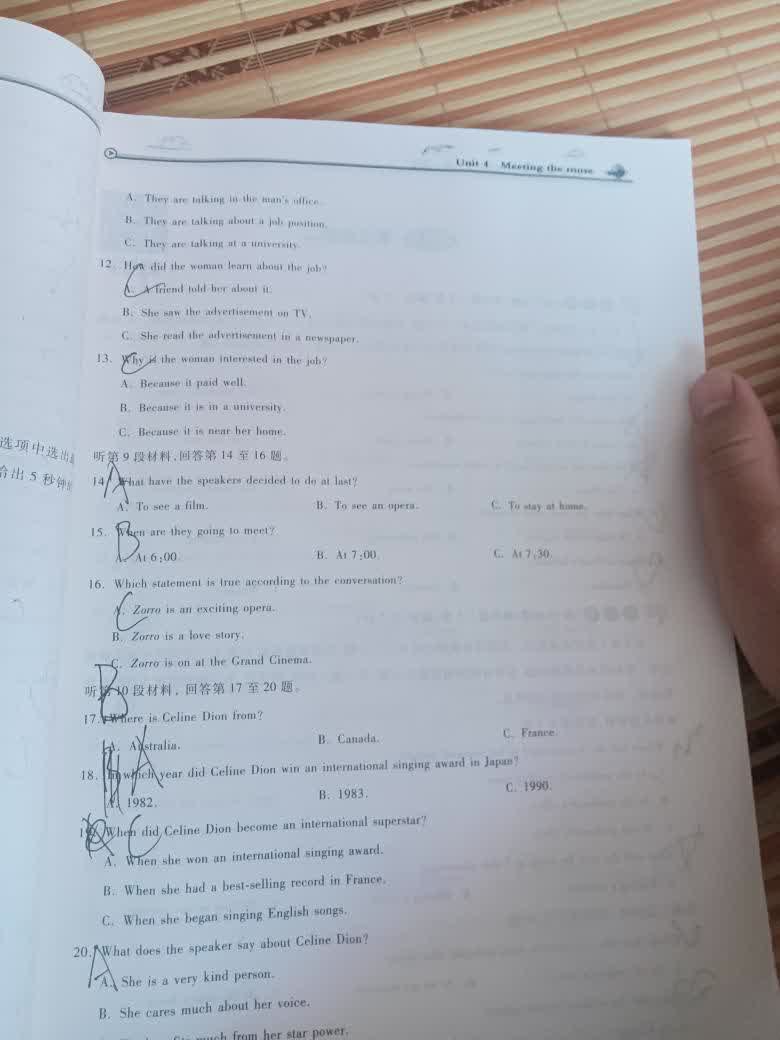 Unit 4 Meeting the muse
A. They are talking in the man's office.
B. They are talking about a job position.
C. They are talking at a university.
12. How did the woman learn about the job?
C
A. A friend told her about it.
B. She saw the advertisement on TV.
C. She read the advertisement in a newspaper.
13. Why is the woman interested in the job?
C
A. Because it paid well.
B. Because it is in a university.
C. Because it is near her home.
选项中选出
给出 5 秒钟
听第 9 段材料,回答第 14 至 16 题。
14. What have the speakers decided to do at last?
A
A. To see a film. B. To see an opera. C. To stay at home.
15. When are they going to meet?
B
A. At 6:00. B. At 7:00. C. At 7:30.
16. Which statement is true according to the conversation?
C
A. Zorro is an exciting opera.
B. Zorro is a love story.
C. Zorro is on at the Grand Cinema.
听第 10 段材料, 回答第 17 至 20 题。
B
17. Where is Celine Dion from?
A. Australia. B. Canada. C. France.
18. In which year did Celine Dion win an international singing award in Japan?
A
A. 1982. B. 1983. C. 1990.
19. When did Celine Dion become an international superstar?
C
A. When she won an international singing award.
B. When she had a best-selling record in France.
C. When she began singing English songs.
20. What does the speaker say about Celine Dion?
A
A. She is a very kind person.
B. She cares much about her voice.
much from her star power.